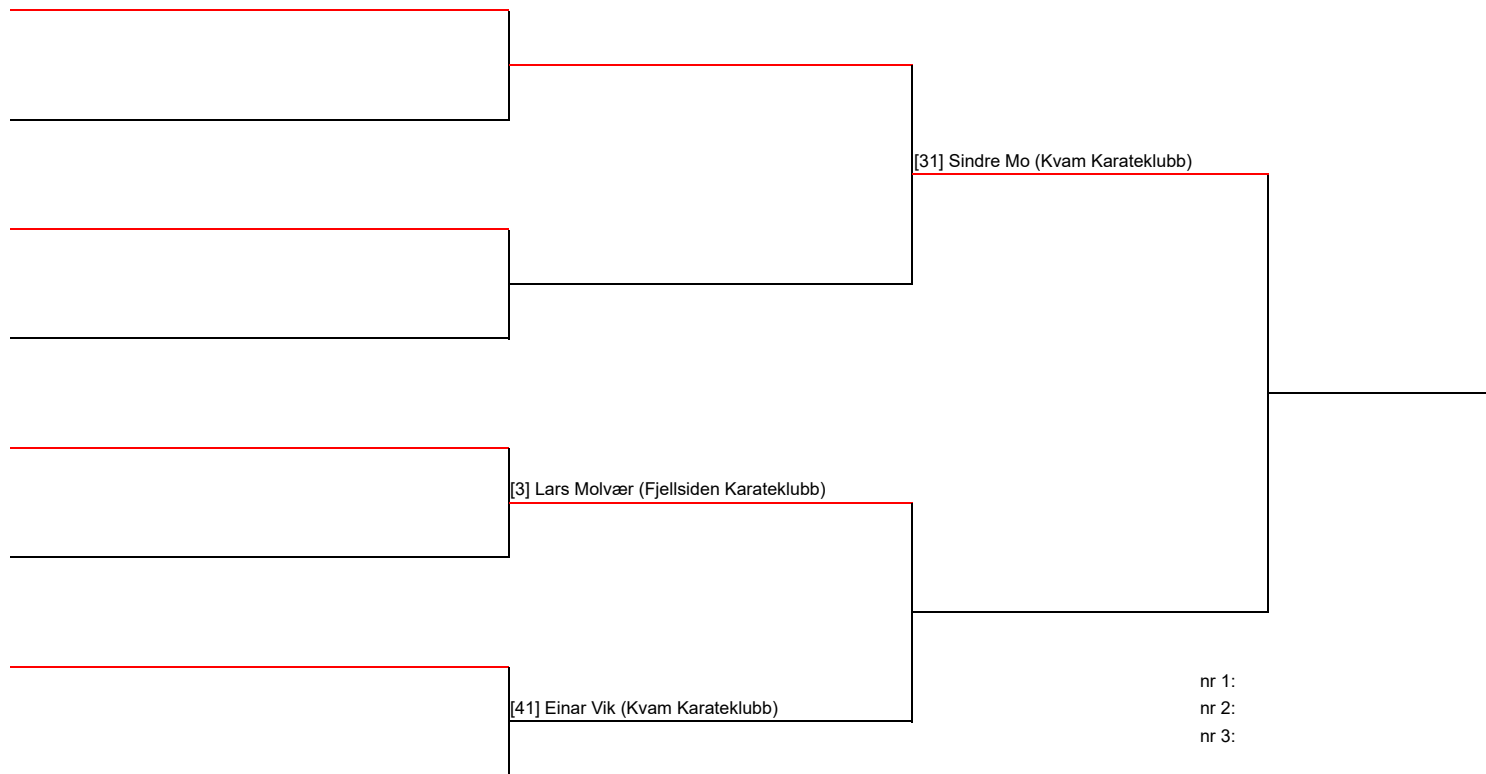 [31] Sindre Mo (Kvam Karateklubb)
[3] Lars Molvær (Fjellsiden Karateklubb)
[41] Einar Vik (Kvam Karateklubb)
nr 1:
nr 2:
nr 3: